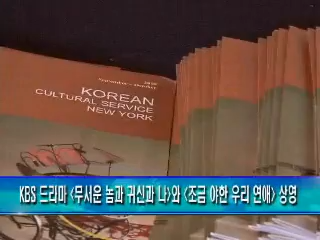 KOREAN
CULTURAL SERVICE
NEW YORK
KBS 드라마 <무서운 놈과 귀신과 나>와 <조금 야한 우리 연애> 상영